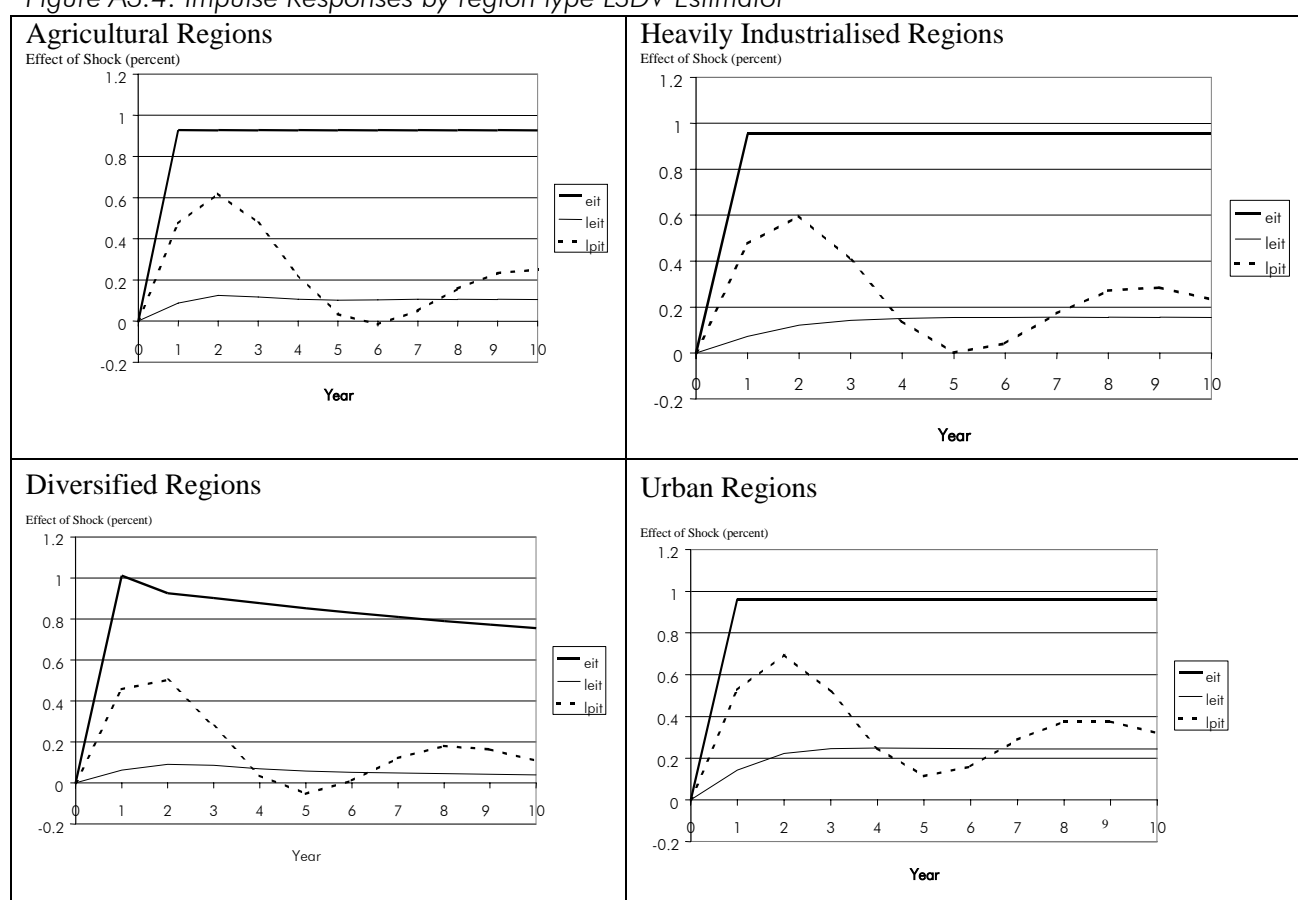 Figure A3.4: Impulse Responses by region type LSDV Estimator
Agricultural Regions
Effect of Shock (percent)
1.2
1
0.8
0.6
0.4
0.2
0
-0.2
0 1 2 3 4 5 6 7 8 9 10
Year
eit
leit
lpit
Heavily Industrialised Regions
Effect of Shock (percent)
1.2
1
0.8
0.6
0.4
0.2
0
-0.2
0 1 2 3 4 5 6 7 8 9 10
Year
eit
leit
lpit
Diversified Regions
Effect of Shock (percent)
1.2
1
0.8
0.6
0.4
0.2
0
-0.2
0 1 2 3 4 5 6 7 8 9 10
Year
eit
leit
lpit
Urban Regions
Effect of Shock (percent)
1.2
1
0.8
0.6
0.4
0.2
0
-0.2
0 1 2 3 4 5 6 7 8 9 10
Year
eit
leit
lpit